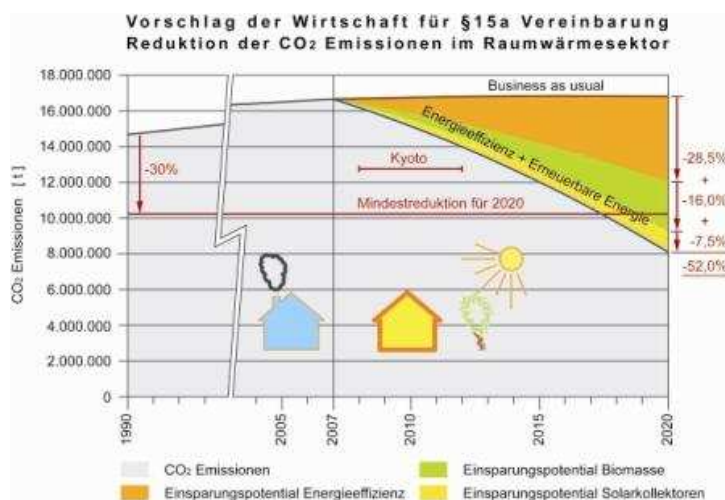 Vorschlag der Wirtschaft für §15a Vereinbarung
Reduktion der CO₂ Emissionen im Raumwärmesektor
18.000.000
16.000.000
14.000.000
12.000.000
10.000.000
8.000.000
6.000.000
4.000.000
2.000.000
0
CO₂ Emissionen [t]
Business as usual
Energieeffizienz + Erneuerbare Energie
-30%
Kyoto
Mindestreduktion für 2020
-28,5%
+
-16,0%
+
-7,5%
-52,0%
1990
2005
2007
2010
2015
2020
CO₂ Emissionen
Einsparungspotential Biomasse
Einsparungspotential Energieeffizienz
Einsparungspotential Solarkollektoren